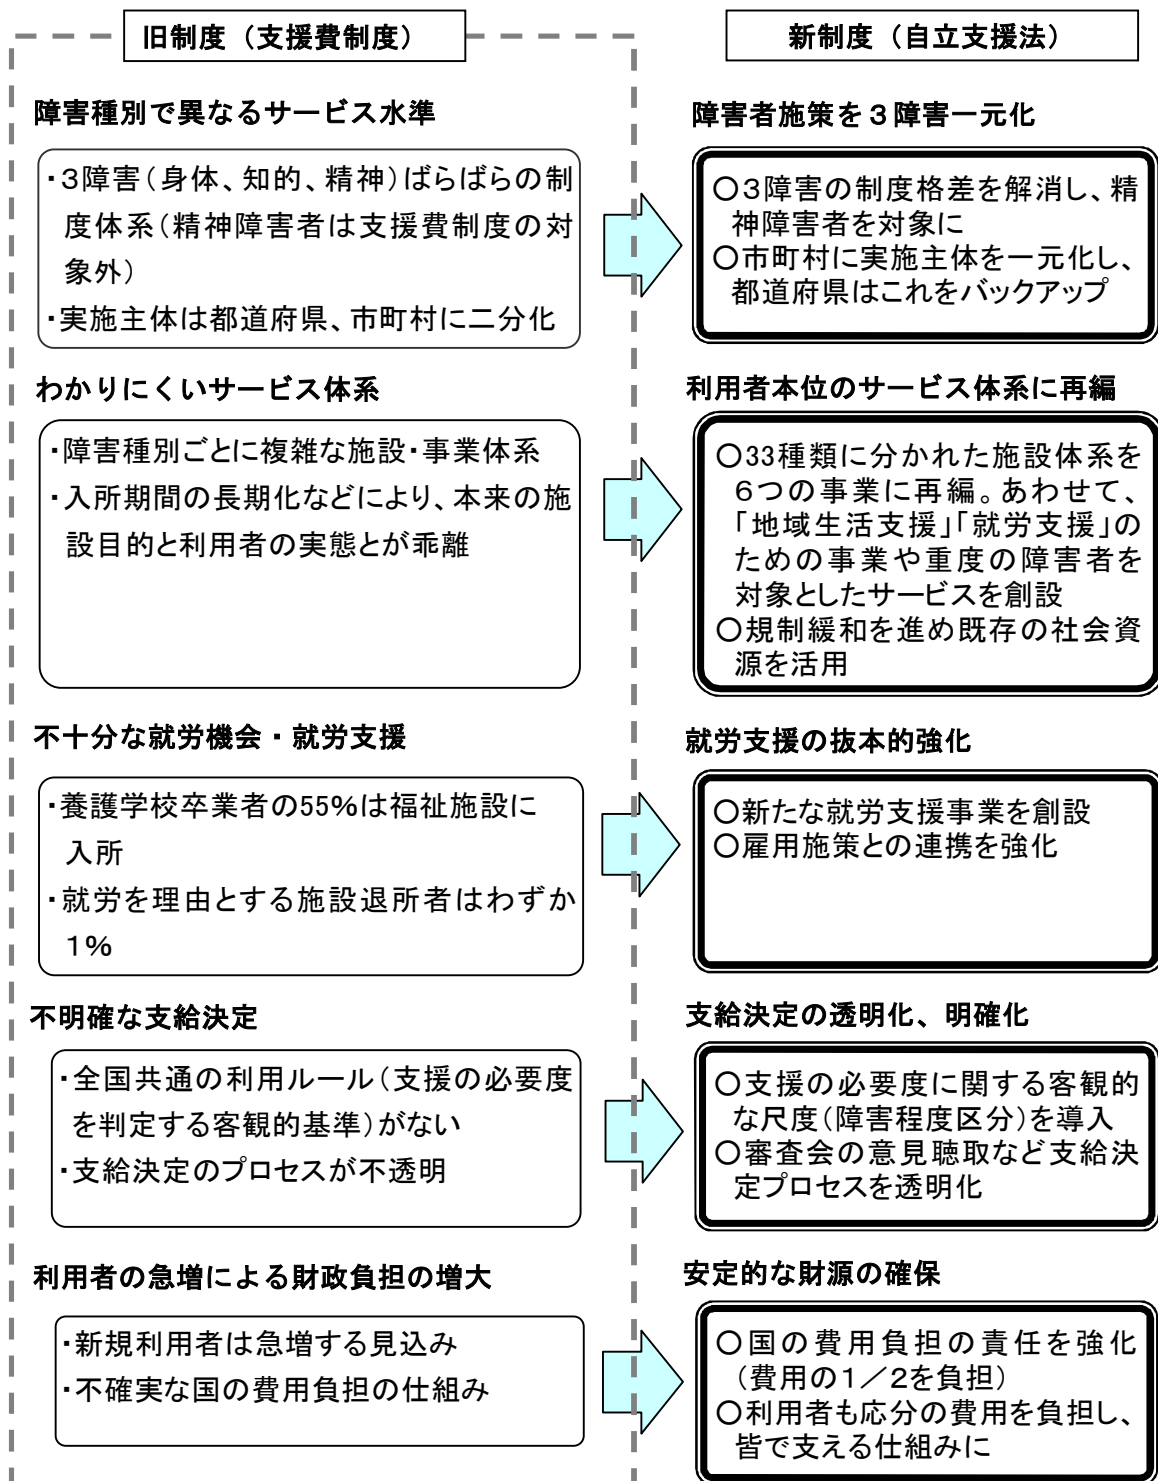 旧制度（支援費制度）
新制度（自立支援法）
障害種別で異なるサービス水準
・３障害（身体、知的、精神）ばらばらの制
度体系（精神障害者は支援費制度の対
象外）
・実施主体は都道府県、市町村に二分化
障害者施策を３障害一元化
○３障害の制度格差を解消し、精
神障害者を対象に
○市町村に実施主体を一元化し、
都道府県はこれをバックアップ
わかりにくいサービス体系
・障害種別ごとに複雑な施設・事業体系
・入所期間の長期化などにより、本来の施
設目的と利用者の実態とが乖離
利用者本位のサービス体系に再編
○33種類に分かれた施設体系を
６つの事業に再編。あわせて、
「地域生活支援」「就労支援」の
ための事業や重度の障害者を
対象としたサービスを創設
○規制緩和を進め既存の社会資
源を活用
不十分な就労機会・就労支援
・養護学校卒業者の55％は福祉施設に
入所
・就労を理由とする施設退所者はわずか
１％
就労支援の抜本的強化
○新たな就労支援事業を創設
○雇用施策との連携を強化
不明確な支給決定
・全国共通の利用ルール（支援の必要度
を判定する客観的基準）がない
・支給決定のプロセスが不透明
支給決定の透明化、明確化
○支援の必要度に関する客観的
な尺度（障害程度区分）を導入
○審査会の意見聴取など支給決
定プロセスを透明化
利用者の急増による財政負担の増大
・新規利用者は急増する見込み
・不確実な国の費用負担の仕組み
安定的な財源の確保
○国の費用負担の責任を強化
（費用の１／２を負担）
○利用者も応分の費用を負担し、
皆で支える仕組みに